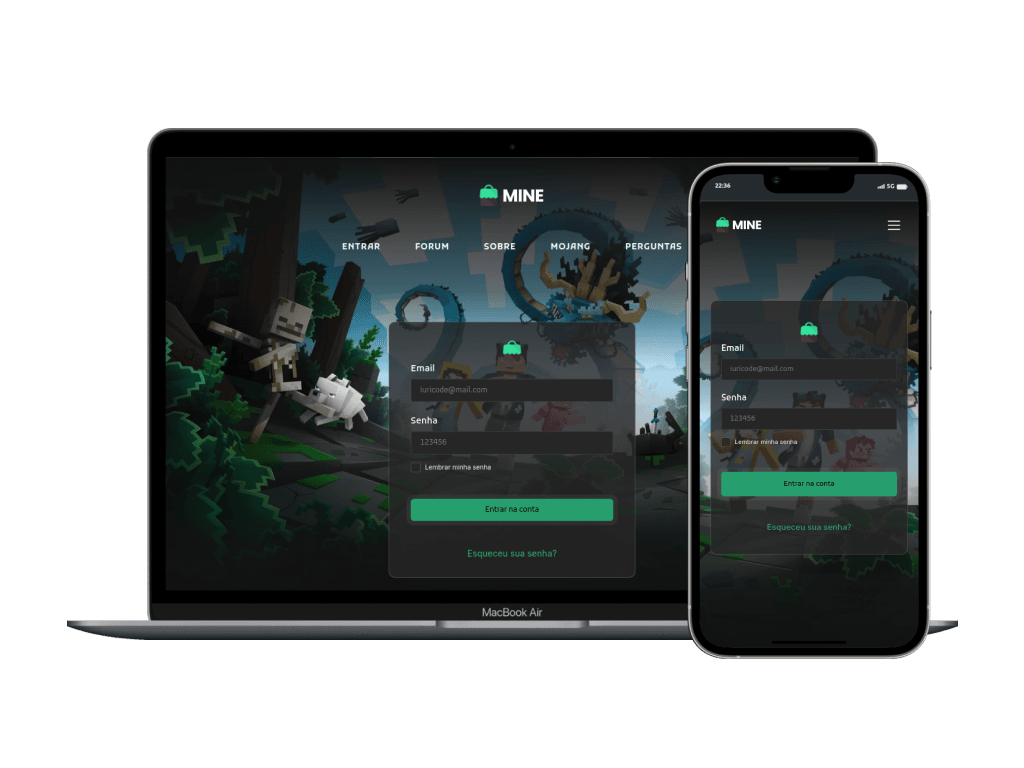 MINE
ENTRAR FORUM SOBRE MOJANG PERGUNTAS
Email
iuricode@mail.com
Senha
123456
Lembrar minha senha
Entrar na conta
Esqueceu sua senha?
MacBook Air
22:36 5G
MINE
Email
iuricode@mail.com
Senha
123456
Lembrar minha senha
Entrar na conta
Esqueceu sua senha?